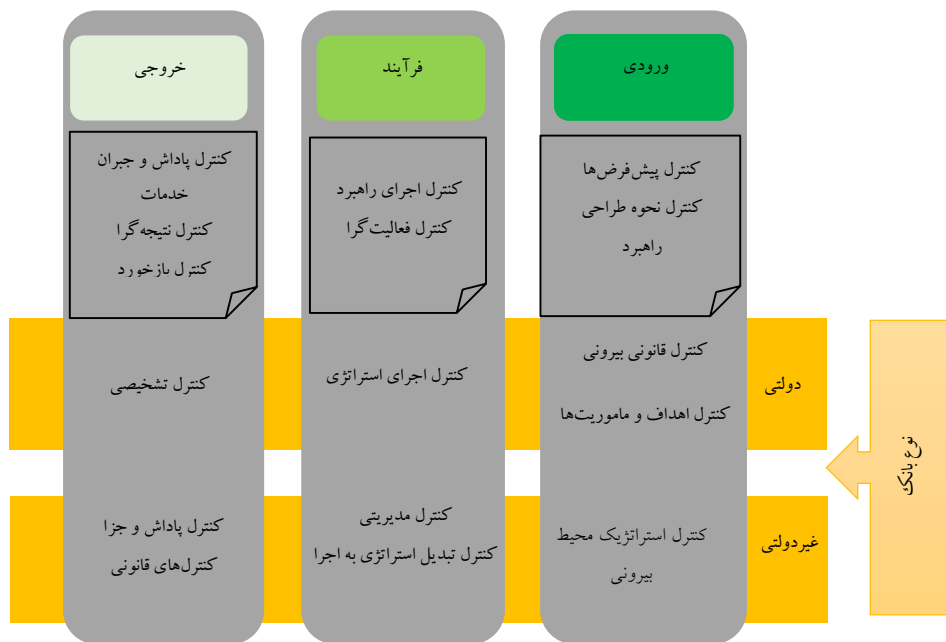 ورودی
فرآیند
خروجی
کنترل پیش‌فرض‌ها
کنترل نحوه طراحی
راهبرد
کنترل اجرای راهبرد
کنترل فعالیت‌گرا
کنترل پاداش و جبران
خدمات
کنترل نتیجه‌گرا
کنترل بازخورد
نوع بانک
دولتی
کنترل قانونی بیرونی
کنترل اهداف و ماموریت‌ها
کنترل اجرای استراتژی
کنترل تشخیصی
غیردولتی
کنترل استراتژیک محیط
بیرونی
کنترل مدیریتی
کنترل تبدیل استراتژی به اجرا
کنترل پاداش و جزا
کنترل‌های قانونی